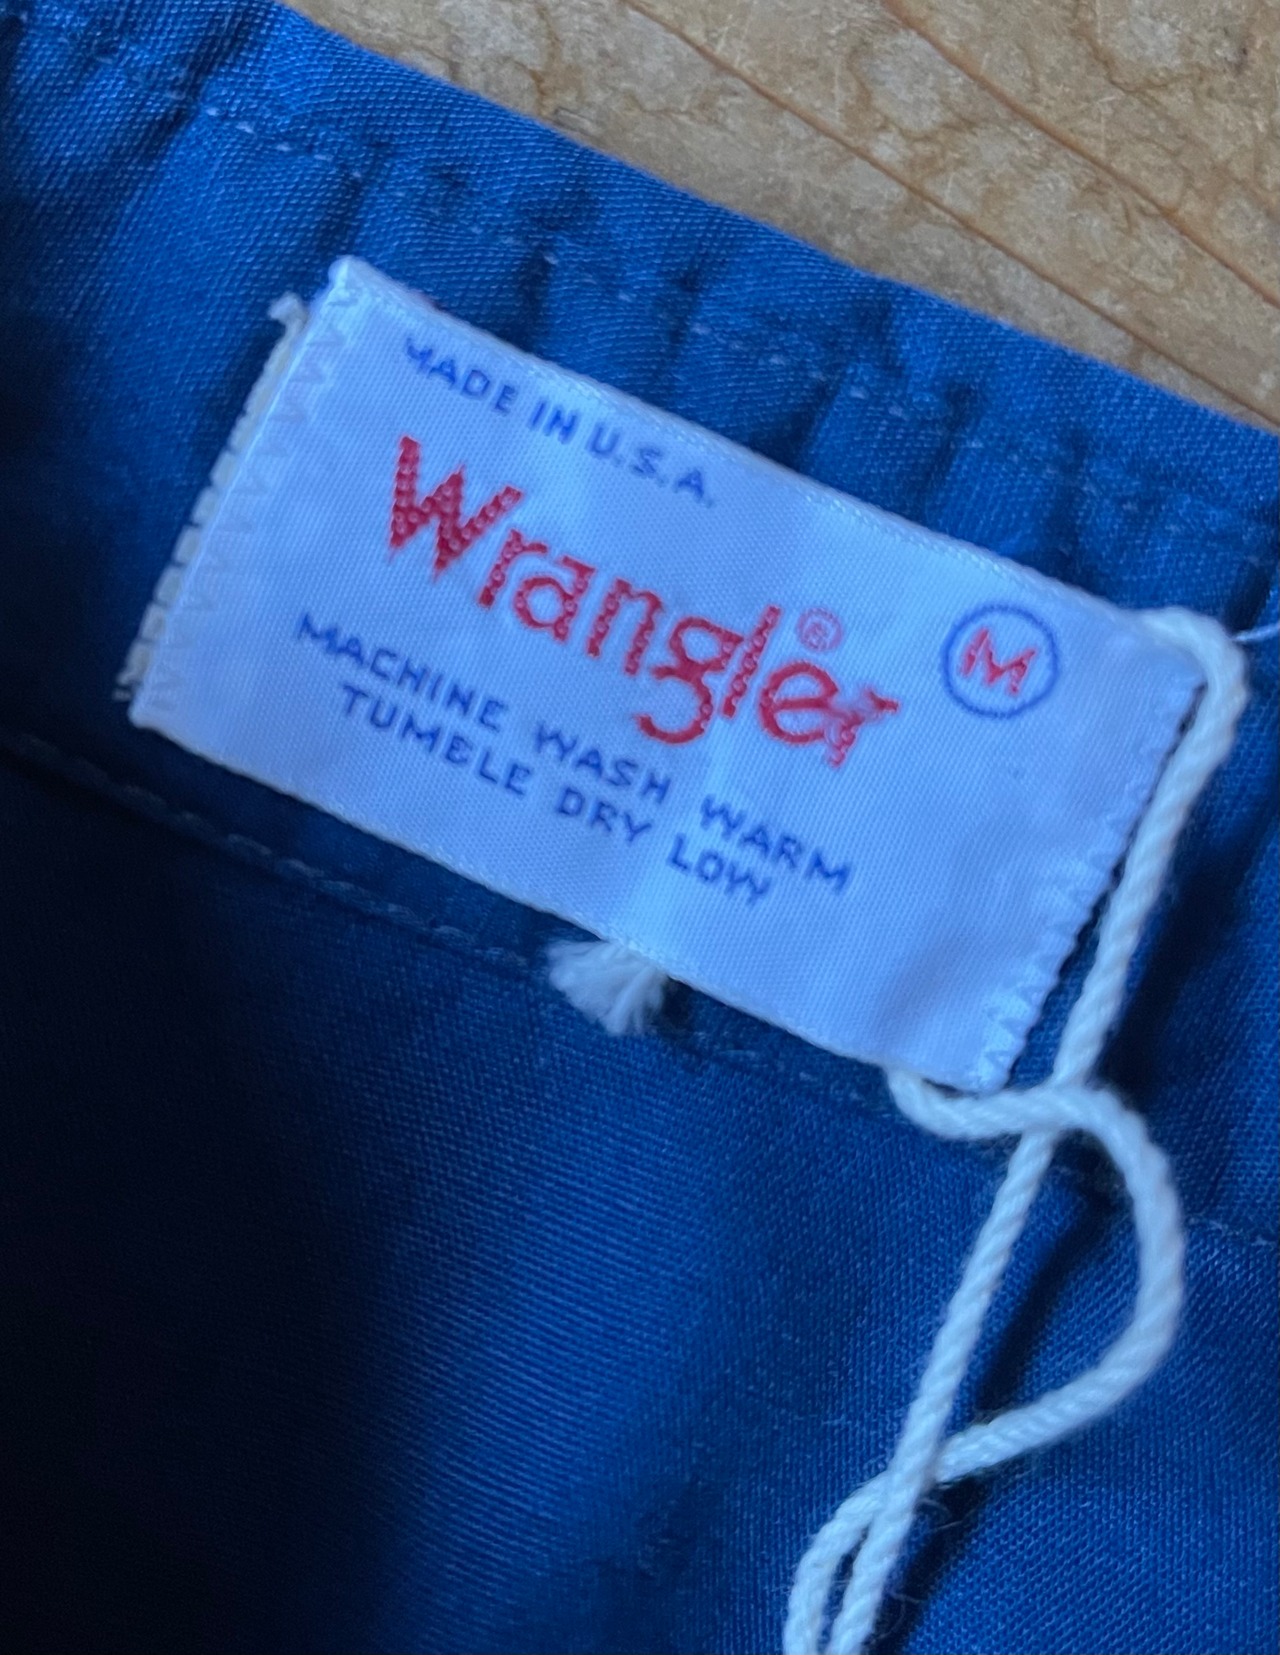 MADE IN U.S.A.
Wrangler®
M
MACHINE WASH WARM
TUMBLE DRY LOW